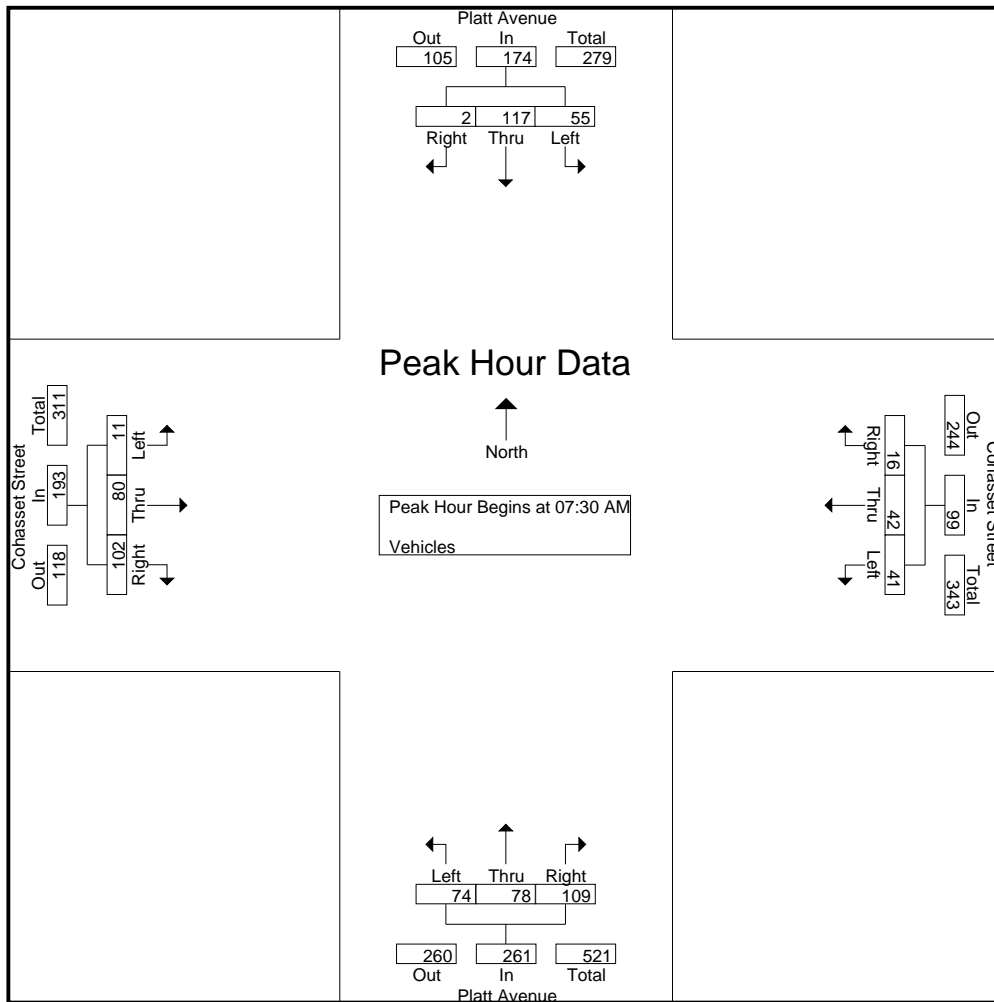 Platt Avenue
Out In Total
105 174 279
2 117 55
Right Thru Left
Peak Hour Data
North
Peak Hour Begins at 07:30 AM
Vehicles
Cohasset Street
Total In Out
311 193 118
11 80 102
Left Thru Right
Cohasset Street
Out In Total
244 99 343
16 42 41
Right Thru Left
Left Thru Right
74 78 109
260 261 521
Out In Total
Platt Avenue